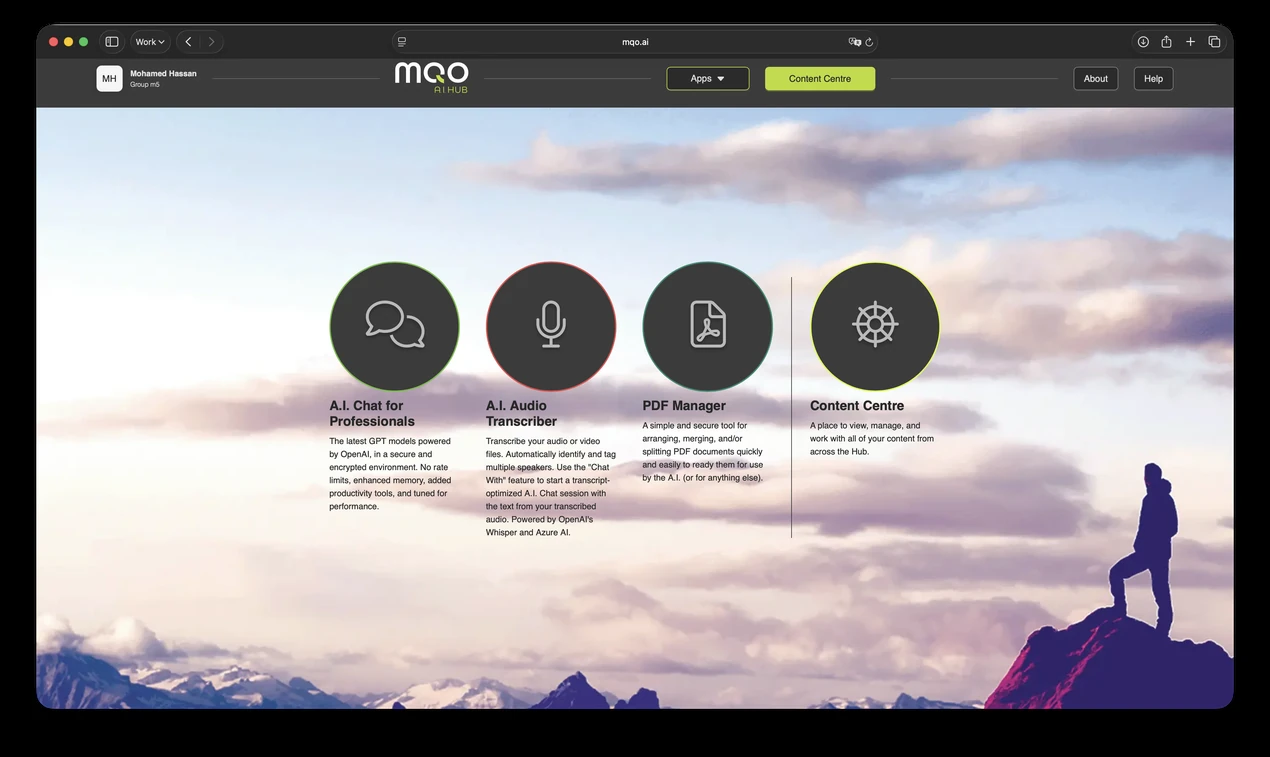 Work
mqo.ai
MH
Mohamed Hassan
Group m5
MQO
AI HUB
Apps
Content Centre
About
Help
A.I. Chat for
Professionals
The latest GPT models powered
by OpenAI, in a secure and
encrypted environment. No rate
limits, enhanced memory, added
productivity tools, and tuned for
performance.
A.I. Audio
Transcriber
Transcribe your audio or video
files. Automatically identify and tag
multiple speakers. Use the "Chat
With" feature to start a transcript-
optimized A.I. Chat session with
the text from your transcribed
audio. Powered by OpenAI's
Whisper and Azure AI.
PDF Manager
A simple and secure tool for
arranging, merging, and/or
splitting PDF documents quickly
and easily to ready them for use
by the A.I. (or for anything else).
Content Centre
A place to view, manage, and
work with all of your content from
across the Hub.